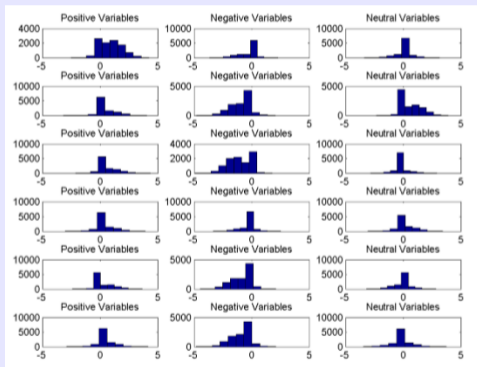 Positive Variables Negative Variables Neutral Variables
4000 10000 10000
2000 5000 5000
0 0 0
-5 0 5 -5 0 5 -5 0 5
Positive Variables Negative Variables Neutral Variables
10000 5000 5000
5000
0 0 0
-5 0 5 -5 0 5 -5 0 5
Positive Variables Negative Variables Neutral Variables
10000 4000 10000
5000 2000 5000
0 0 0
-5 0 5 -5 0 5 -5 0 5
Positive Variables Negative Variables Neutral Variables
10000 10000 10000
5000 5000 5000
0 0 0
-5 0 5 -5 0 5 -5 0 5
Positive Variables Negative Variables Neutral Variables
10000 5000 10000
5000 5000
0 0 0
-5 0 5 -5 0 5 -5 0 5
Positive Variables Negative Variables Neutral Variables
10000 5000 10000
5000 5000
0 0 0
-5 0 5 -5 0 5 -5 0 5